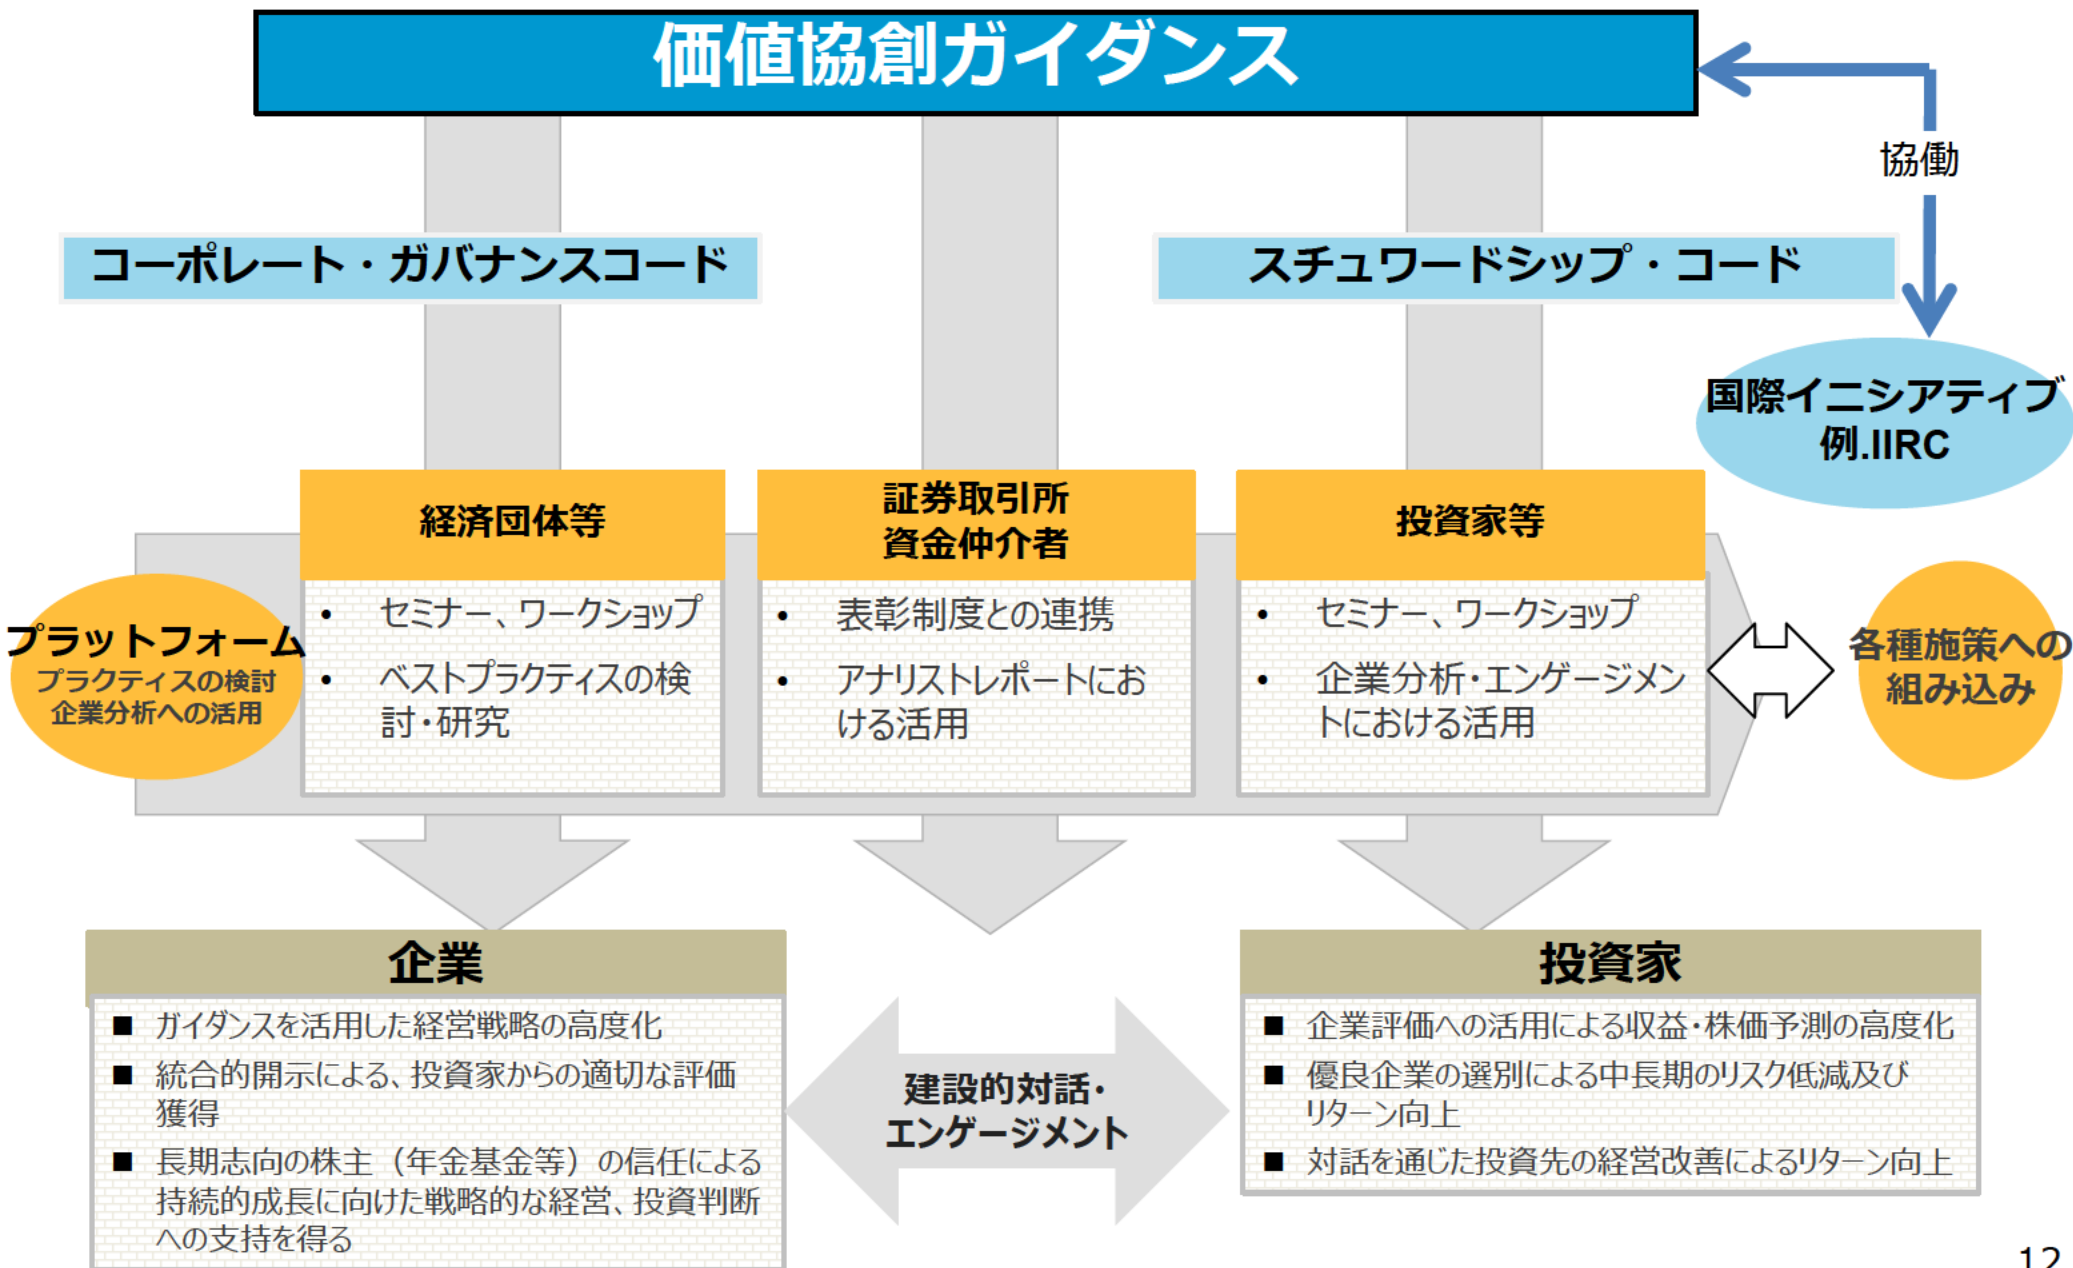 価値協創ガイダンス
協働
コーポレート・ガバナンスコード
スチュワードシップ・コード
国際イニシアティブ
例.IIRC
経済団体等
証券取引所
資金仲介者
投資家等
プラットフォーム
プラクティスの検討
企業分析への活用
• セミナー、ワークショップ
• ベストプラクティスの検
討・研究
• 表彰制度との連携
• アナリストレポートにお
ける活用
• セミナー、ワークショップ
• 企業分析・エンゲージメン
トにおける活用
各種施策への
組み込み
企業
■ ガイダンスを活用した経営戦略の高度化
■ 統合的開示による、投資家からの適切な評価
獲得
■ 長期志向の株主（年金基金等）の信任による
持続的成長に向けた戦略的な経営、投資判断
への支持を得る
建設的対話・
エンゲージメント
投資家
■ 企業評価への活用による収益・株価予測の高度化
■ 優良企業の選別による中長期のリスク低減及び
リターン向上
■ 対話を通じた投資先の経営改善によるリターン向上
12